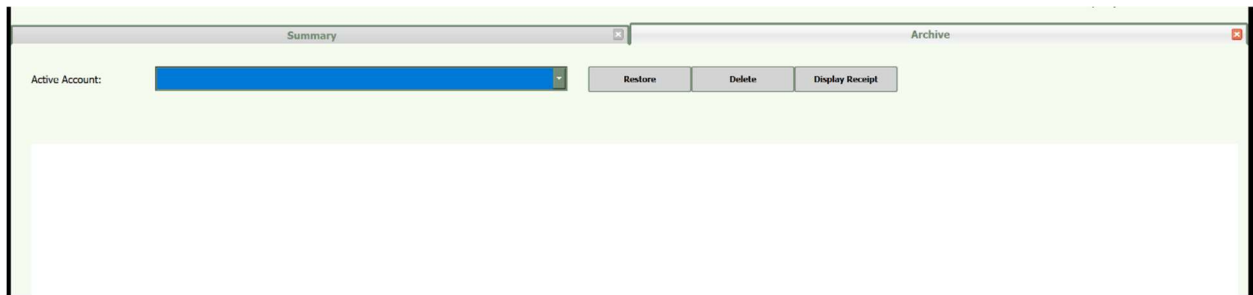 Summary
Archive
Active Account:
Restore
Delete
Display Receipt